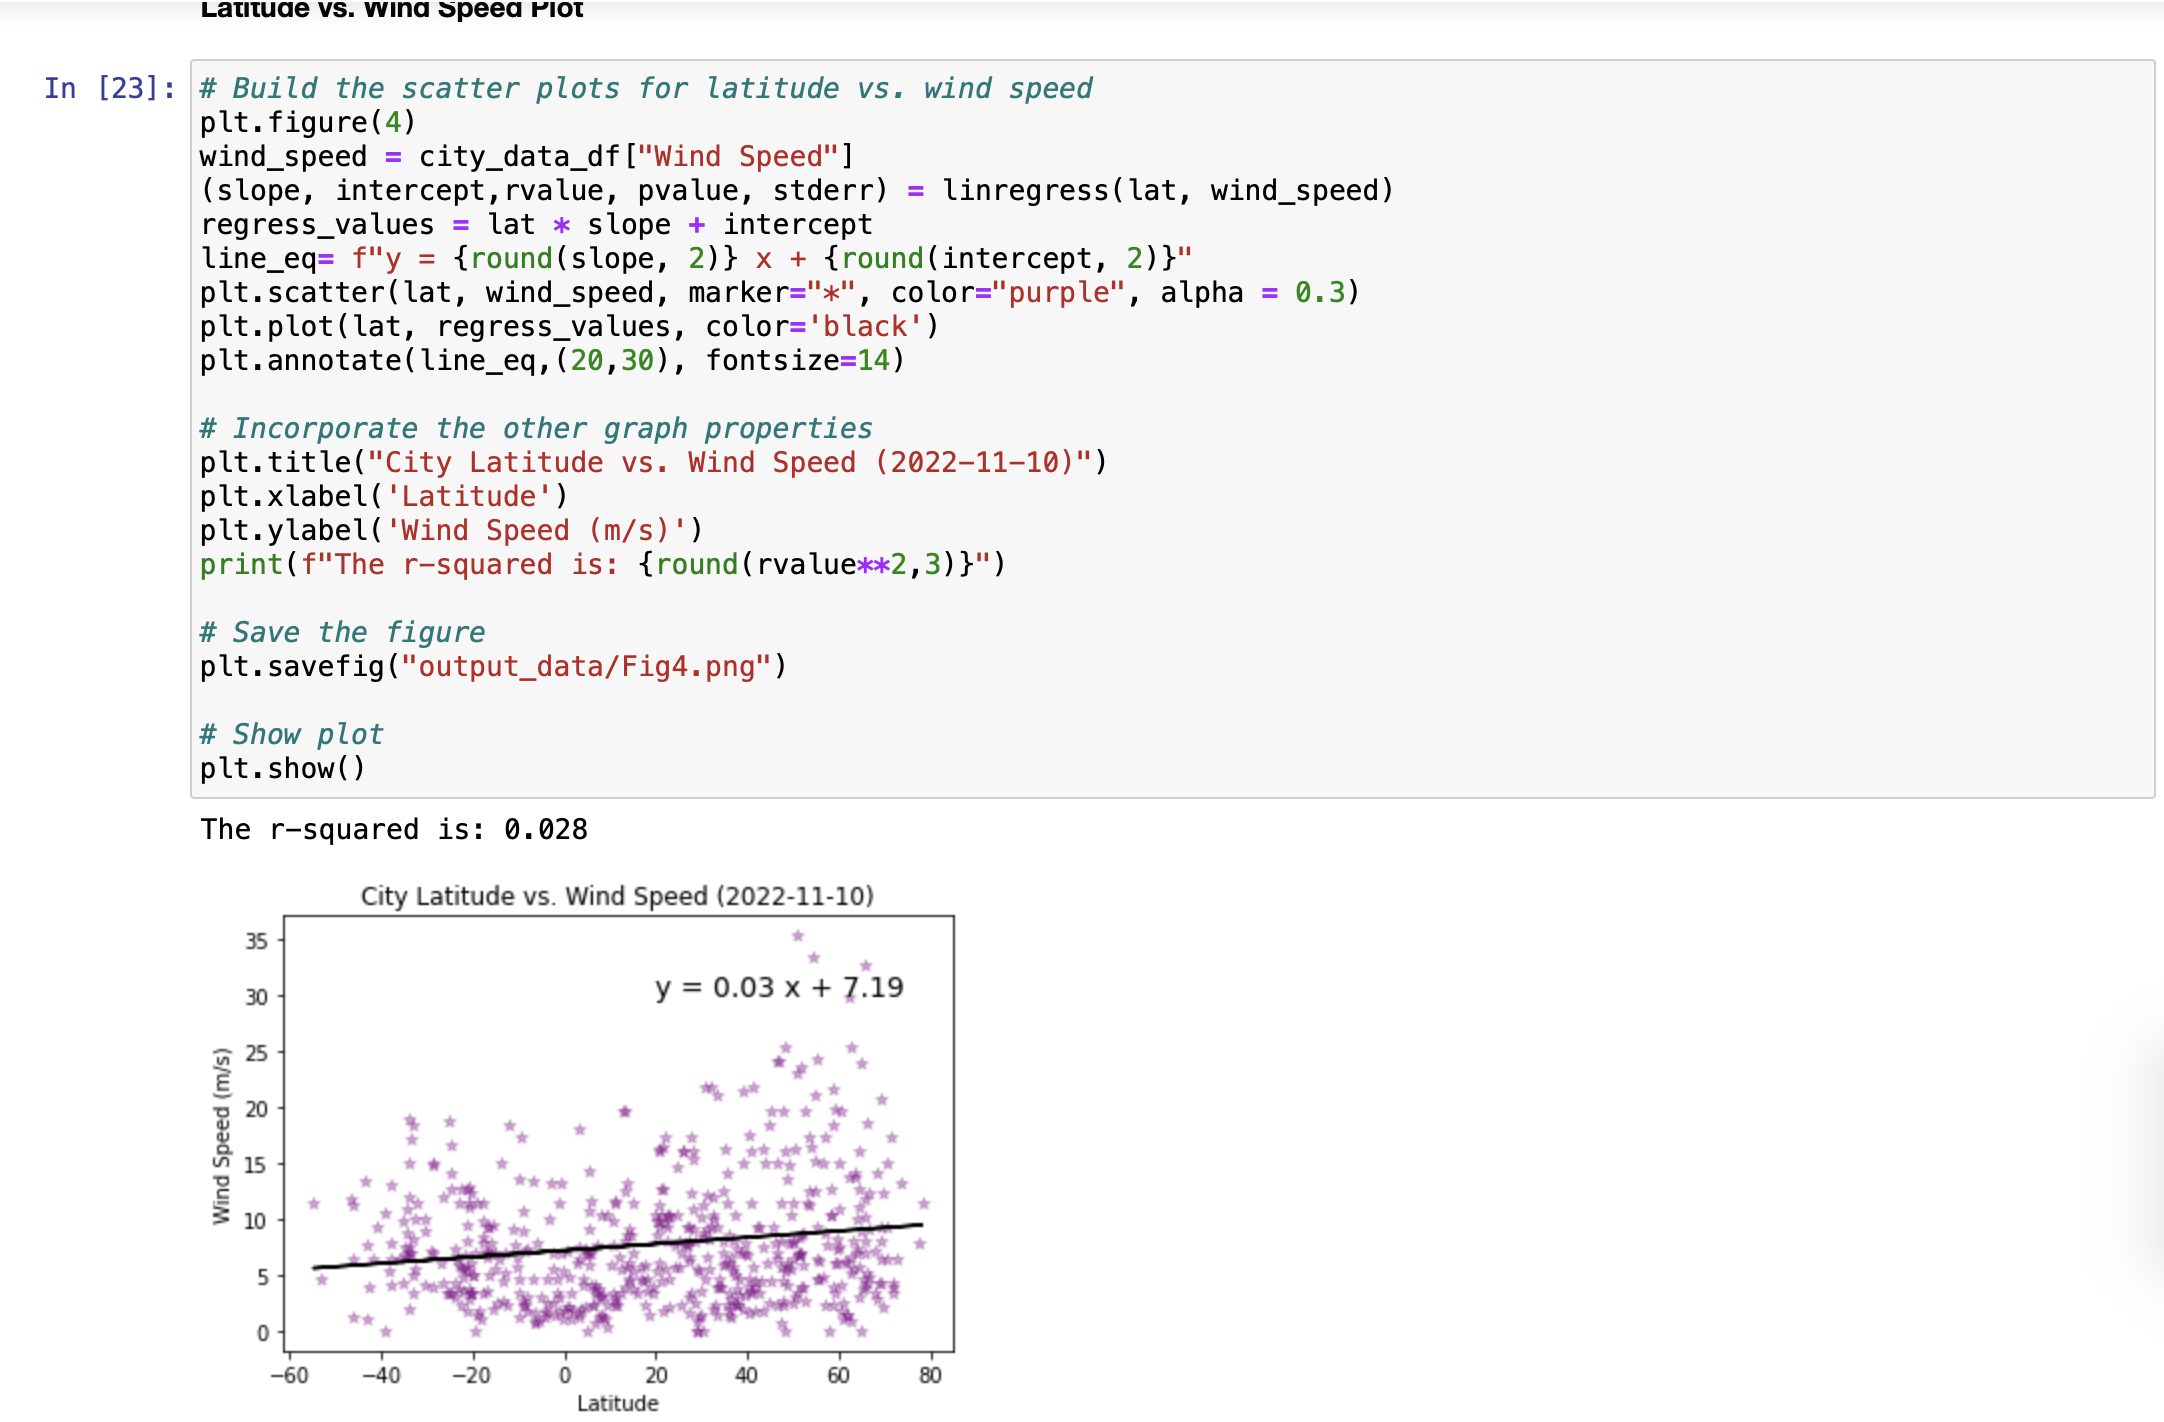 Latitude vs. Wind Speed Plot
In [23]:
# Build the scatter plots for latitude vs. wind speed
plt.figure(4)
wind_speed = city_data_df["Wind Speed"]
(slope, intercept,rvalue, pvalue, stderr) = linregress(lat, wind_speed)
regress_values = lat * slope + intercept
line_eq= f"y = {round(slope, 2)} x + {round(intercept, 2)}"
plt.scatter(lat, wind_speed, marker="*", color="purple", alpha = 0.3)
plt.plot(lat, regress_values, color='black')
plt.annotate(line_eq,(20,30), fontsize=14)
# Incorporate the other graph properties
plt.title("City Latitude vs. Wind Speed (2022-11-10)")
plt.xlabel('Latitude')
plt.ylabel('Wind Speed (m/s)')
print(f"The r-squared is: {round(rvalue**2,3)}")
# Save the figure
plt.savefig("output_data/Fig4.png")
# Show plot
plt.show()
The r-squared is: 0.028
City Latitude vs. Wind Speed (2022-11-10)
y = 0.03 x + 7.19
Wind Speed (m/s)
35
30
25
20
15
10
5
0
−60 −40 −20 0 20 40 60 80
Latitude